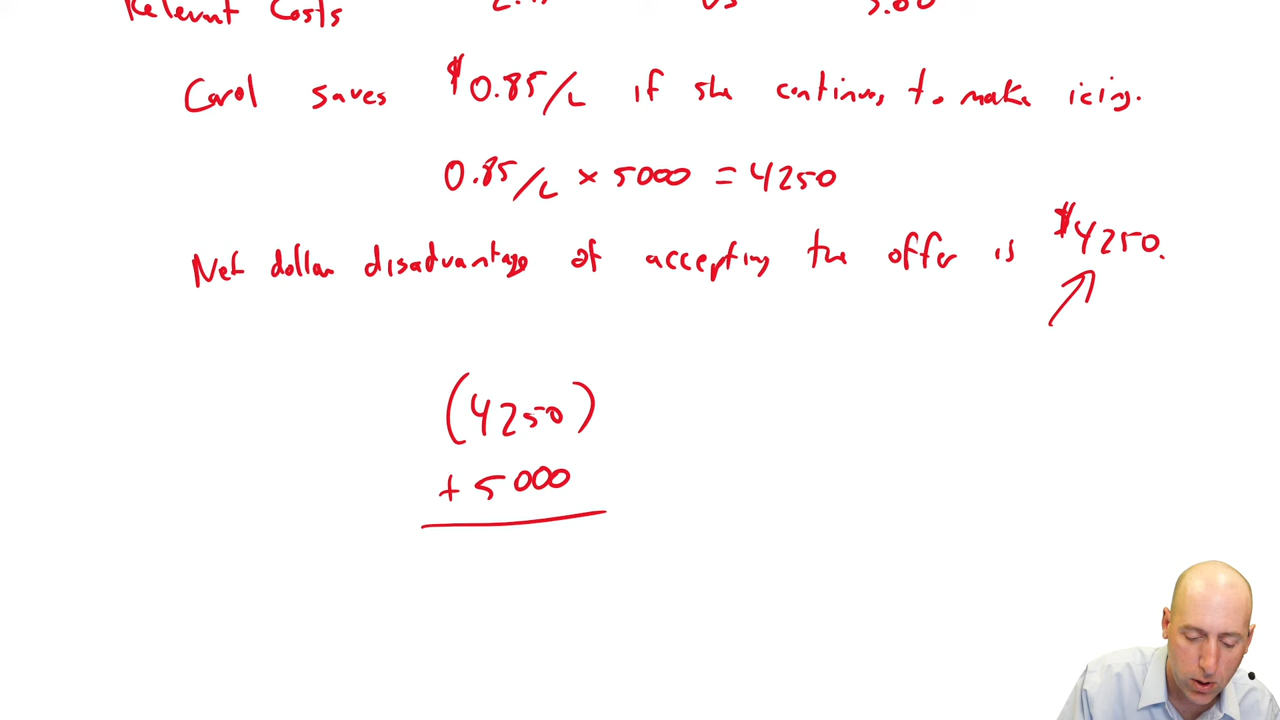 Relevant Costs vs
Carol saves $0.85/L if she continues to make icing.
0.85/L × 5000 = 4250
Net dollar disadvantage of accepting the offer is $4250.
(4250)
+ 5000